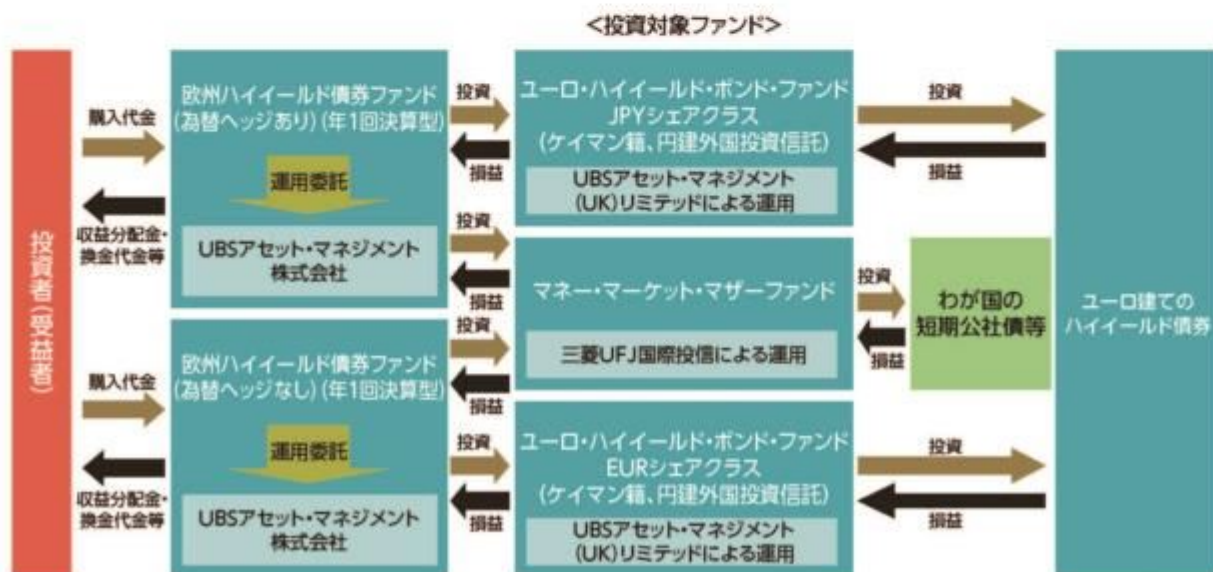 <投資対象ファンド>
投資者(受益者)
購入代金
収益分配金・
換金代金等
欧州ハイイールド債券ファンド
(為替ヘッジあり)(年1回決算型)
運用委託
UBSアセット・マネジメント
株式会社
投資
損益
投資
損益
ユーロ・ハイイールド・ボンド・ファンド
JPYシェアクラス
(ケイマン籍、円建外国投資信託)
UBSアセット・マネジメント
(UK)リミテッドによる運用
投資
損益
マネー・マーケット・マザーファンド
三菱UFJ国際投信による運用
投資
損益
わが国の
短期公社債等
ユーロ建ての
ハイイールド債券
購入代金
収益分配金・
換金代金等
欧州ハイイールド債券ファンド
(為替ヘッジなし)(年1回決算型)
運用委託
UBSアセット・マネジメント
株式会社
投資
損益
投資
損益
ユーロ・ハイイールド・ボンド・ファンド
EURシェアクラス
(ケイマン籍、円建外国投資信託)
UBSアセット・マネジメント
(UK)リミテッドによる運用
投資
損益